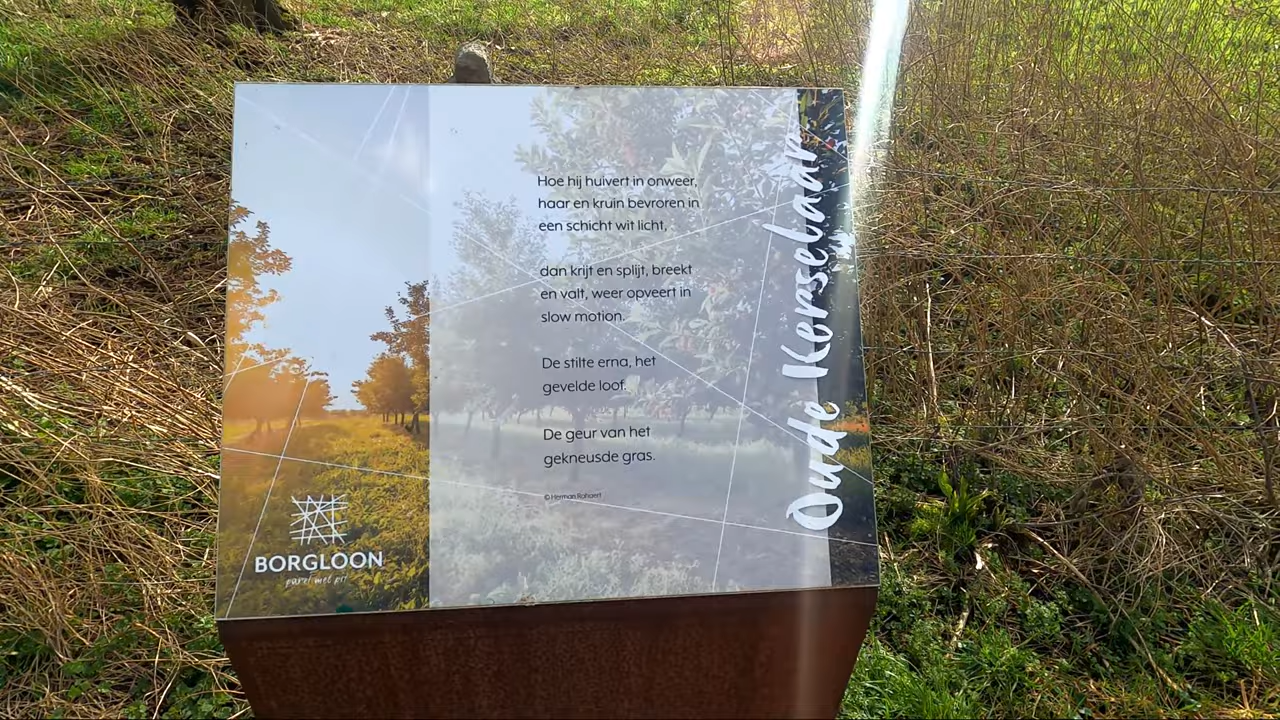 Hoe hij huivert in onweer,
haar en kruin bevroren in
een schicht wit licht,
dan krijt en splijt, breekt
en valt, weer opveert in
slow motion.
De stilte erna, het
gevelde loof.
De geur van het
gekneusde gras.
© Herman Rohaert
Oude Kerselaar
BORGLOON
parel met pit